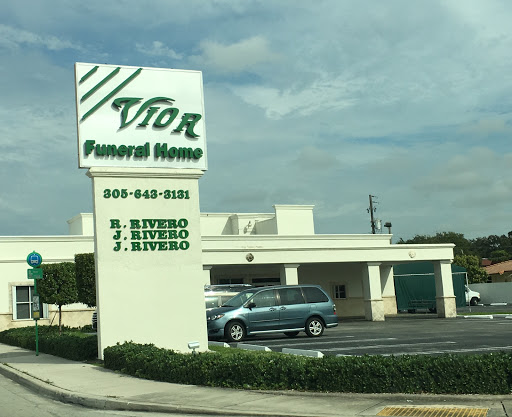 Vior
Funeral Home
305-643-3131
R. RIVERO
J. RIVERO
J. RIVERO